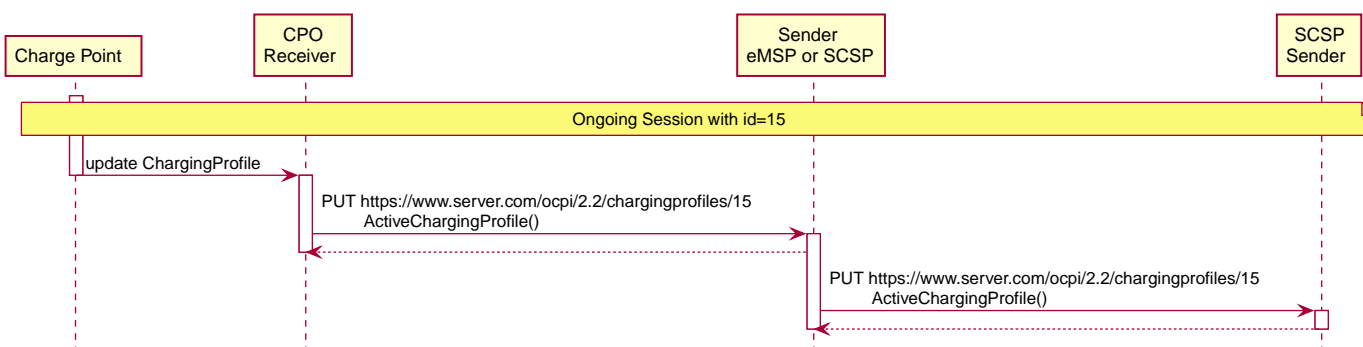 Charge Point
CPO
Receiver
Sender
eMSP or SCSP
SCSP
Sender
Ongoing Session with id=15
update ChargingProfile
PUT https://www.server.com/ocpi/2.2/chargingprofiles/15
ActiveChargingProfile()
PUT https://www.server.com/ocpi/2.2/chargingprofiles/15
ActiveChargingProfile()